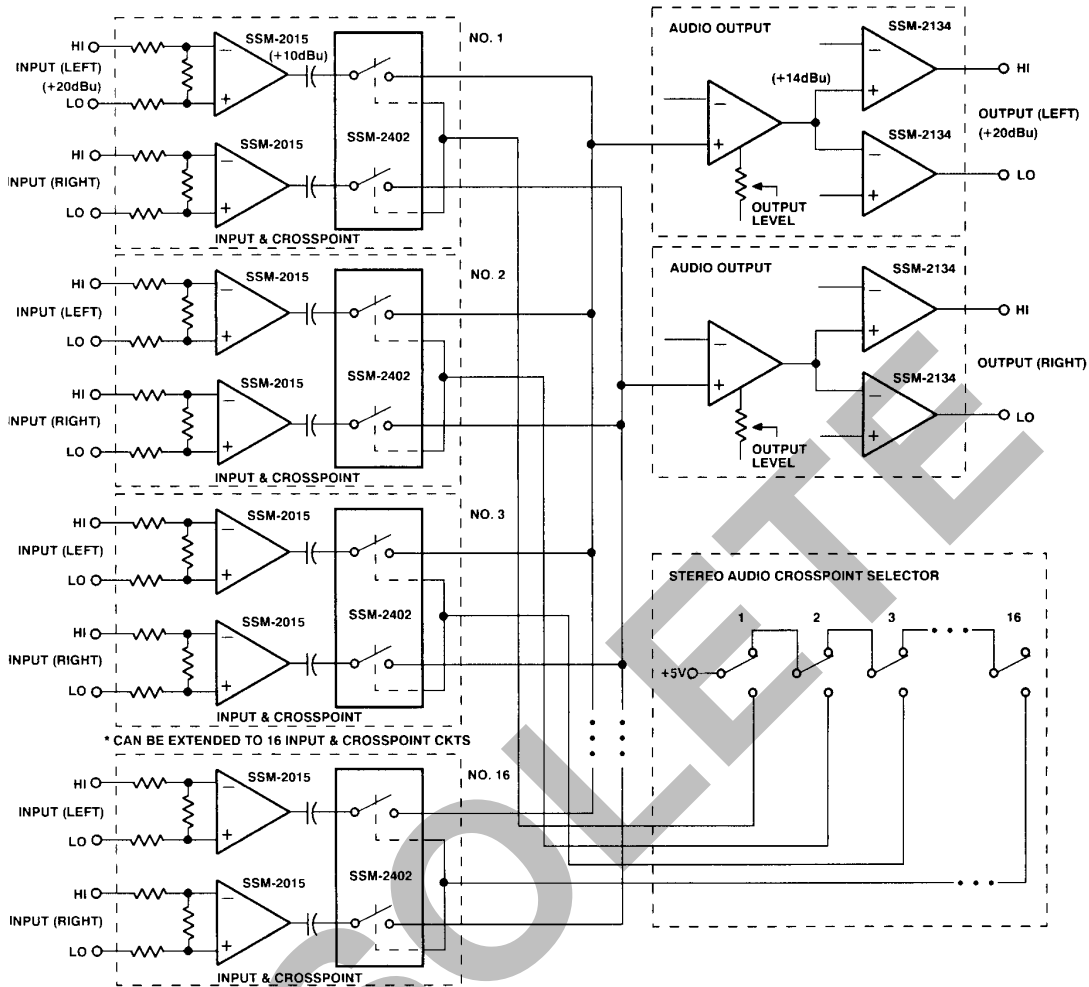 NO. 1
HI
SSM-2015
(+10dBu)
INPUT (LEFT)
(+20dBu)
LO
−
+
SSM-2402
HI
SSM-2015
INPUT (RIGHT)
LO
−
+
INPUT & CROSSPOINT
NO. 2
HI
SSM-2015
INPUT (LEFT)
LO
−
+
SSM-2402
HI
SSM-2015
INPUT (RIGHT)
LO
−
+
INPUT & CROSSPOINT
NO. 3
HI
SSM-2015
INPUT (LEFT)
LO
−
+
SSM-2402
HI
SSM-2015
INPUT (RIGHT)
LO
−
+
INPUT & CROSSPOINT
* CAN BE EXTENDED TO 16 INPUT & CROSSPOINT CKTS
NO. 16
HI
SSM-2015
INPUT (LEFT)
LO
−
+
SSM-2402
HI
SSM-2015
INPUT (RIGHT)
LO
−
+
INPUT & CROSSPOINT
AUDIO OUTPUT
SSM-2134
−
+
HI
(+14dBu)
−
+
SSM-2134
OUTPUT (LEFT)
(+20dBu)
−
+
LO
OUTPUT
LEVEL
AUDIO OUTPUT
SSM-2134
−
+
HI
−
+
SSM-2134
OUTPUT (RIGHT)
−
+
LO
OUTPUT
LEVEL
STEREO AUDIO CROSSPOINT SELECTOR
1 2 3 16
+5V
OBSOLETE